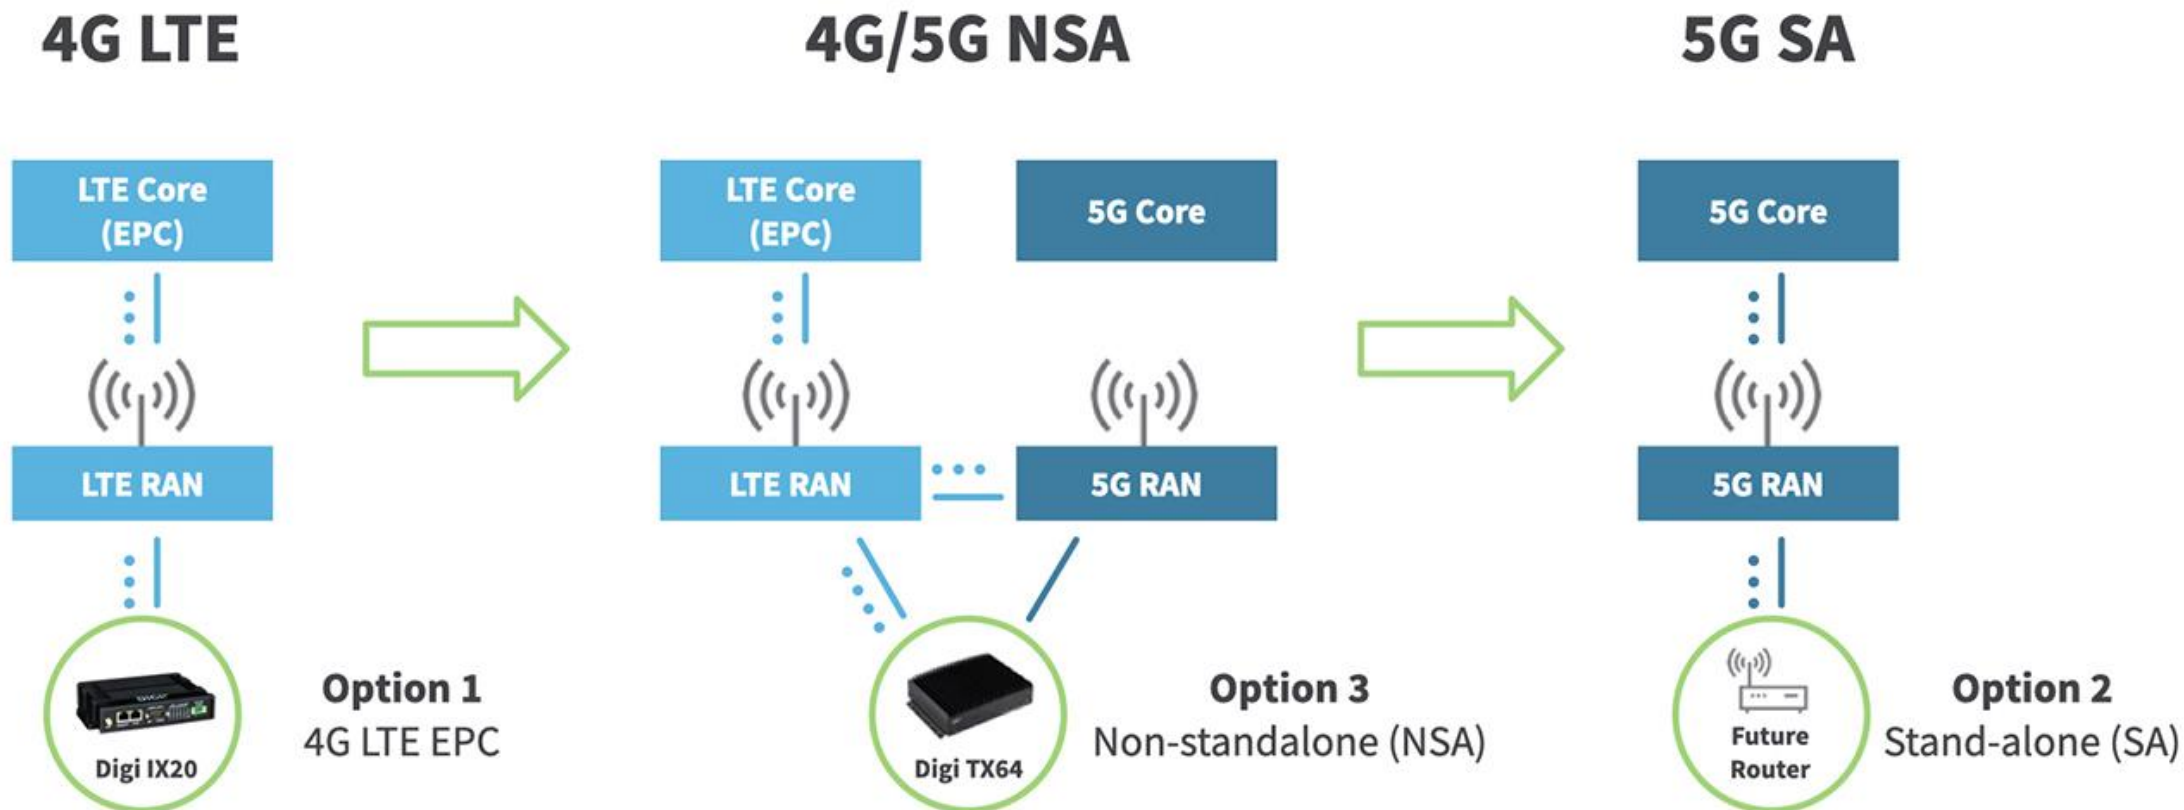 4G LTE
4G/5G NSA
5G SA
LTE Core
(EPC)
LTE Core
(EPC)
5G Core
5G Core
LTE RAN
LTE RAN
5G RAN
5G RAN
DIGI
Digi IX20
Option 1
4G LTE EPC
Digi TX64
Option 3
Non-standalone (NSA)
Future
Router
Option 2
Stand-alone (SA)